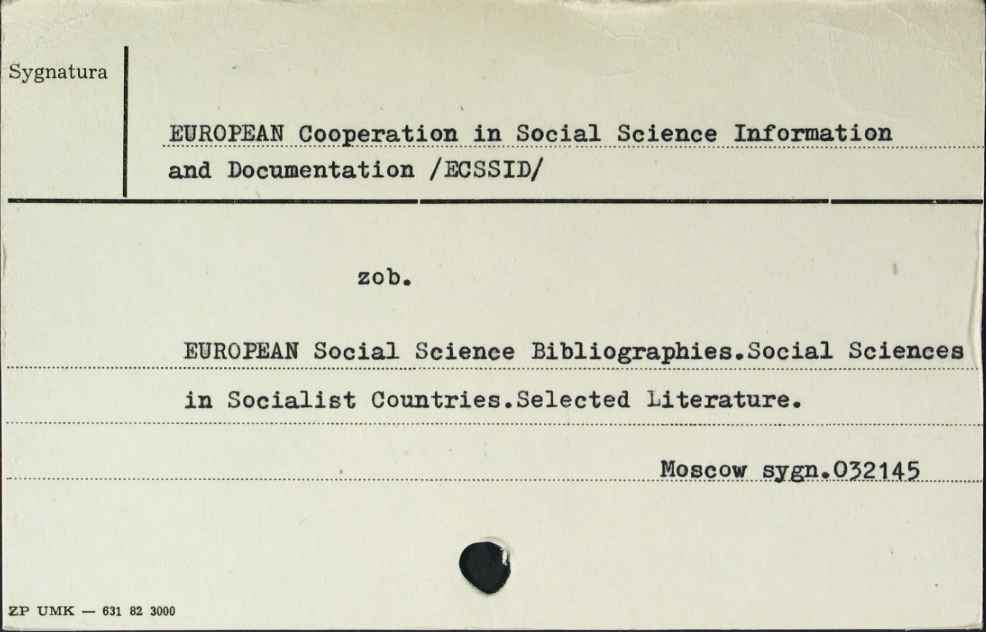 Sygnatura
EUROPEAN Cooperation in Social Science Information
and Documentation /ECSSID/
zob.
EUROPEAN Social Science Bibliographies.Social Sciences
in Socialist Countries.Selected Literature.
Moscow sygn.032145
ZP UMK — 631 82 3000